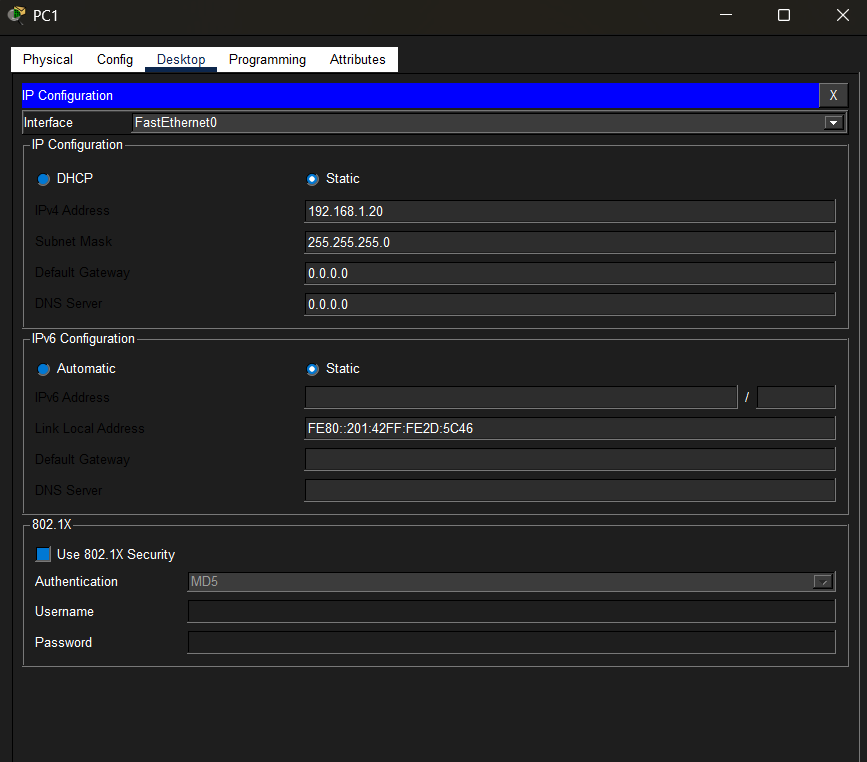 PC1
Physical Config Desktop Programming Attributes
IP Configuration X
Interface FastEthernet0
IP Configuration
DHCP Static
IPv4 Address 192.168.1.20
Subnet Mask 255.255.255.0
Default Gateway 0.0.0.0
DNS Server 0.0.0.0
IPv6 Configuration
Automatic Static
IPv6 Address /
Link Local Address FE80::201:42FF:FE2D:5C46
Default Gateway
DNS Server
802.1X
Use 802.1X Security
Authentication MD5
Username
Password